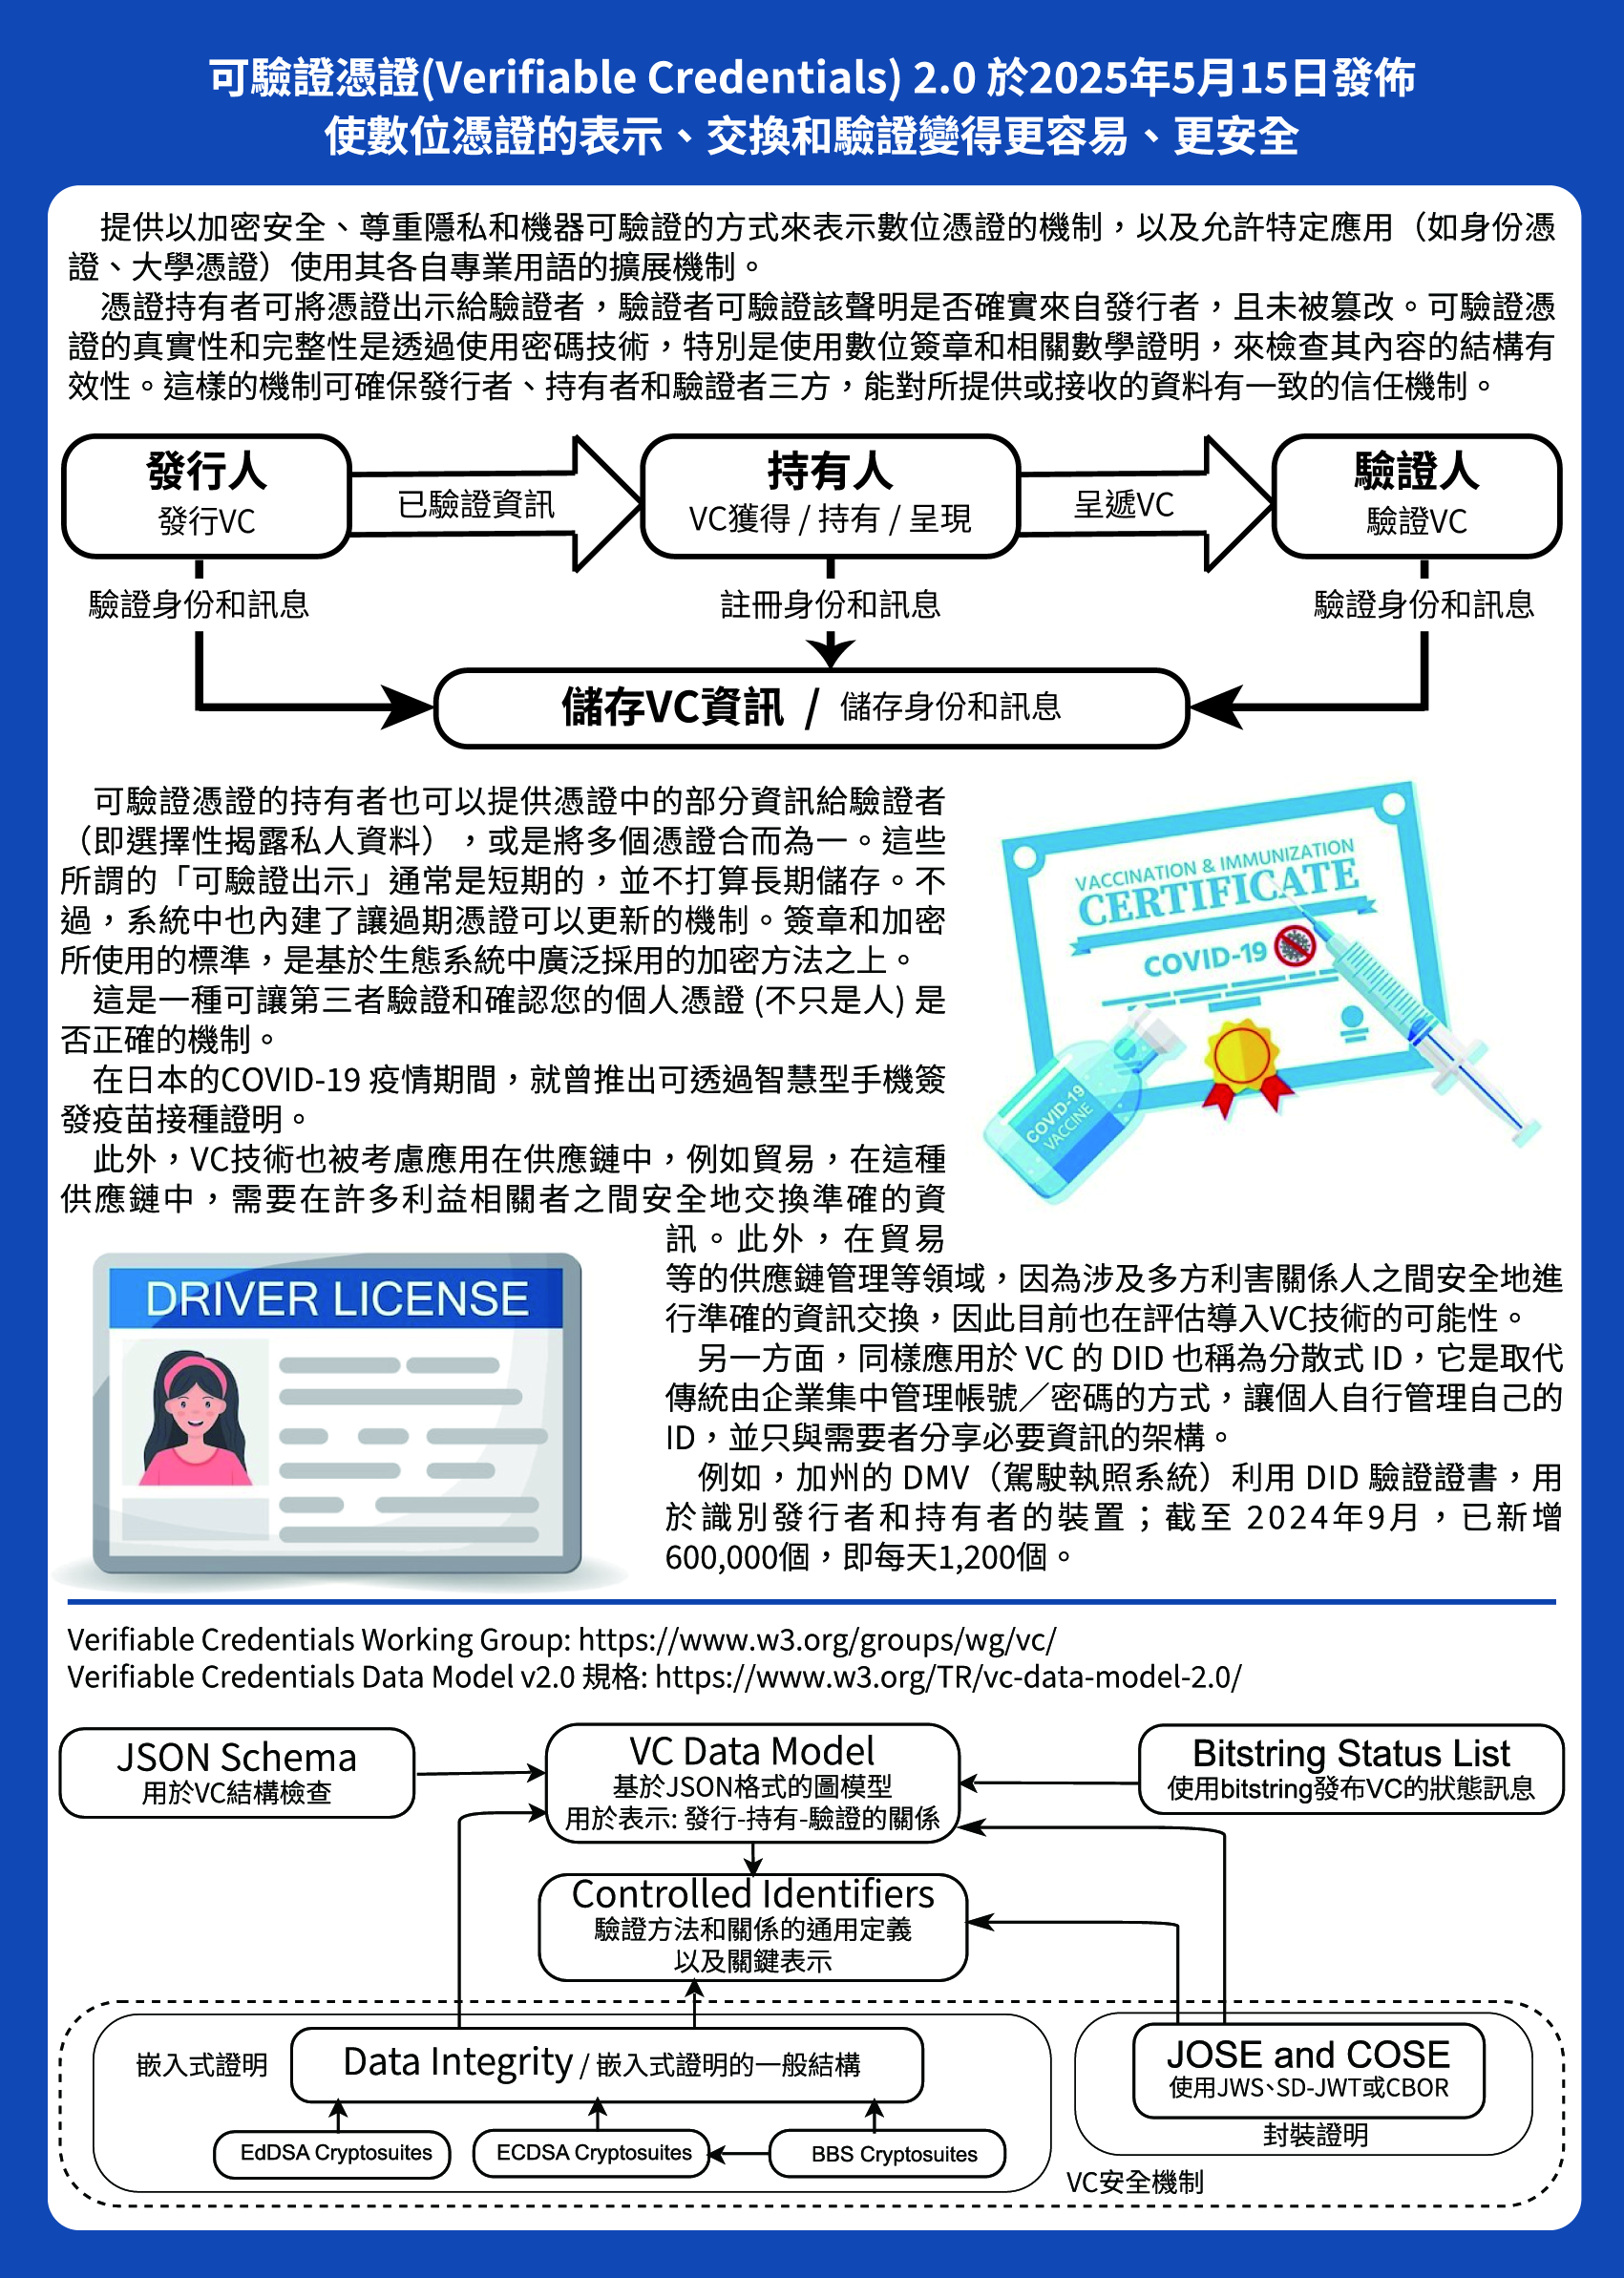 可驗證憑證(Verifiable Credentials) 2.0 於2025年5月15日發佈
使數位憑證的表示、交換和驗證變得更容易、更安全
提供以加密安全、尊重隱私和機器可驗證的方式來表示數位憑證的機制，以及允許特定應用（如身份憑
證、大學憑證）使用其各自專業用語的擴展機制。
憑證持有者可將憑證出示給驗證者，驗證者可驗證該聲明是否確實來自發行者，且未被篡改。可驗證憑
證的真實性和完整性是透過使用密碼技術，特別是使用數位簽章和相關數學證明，來檢查其內容的結構有
效性。這樣的機制可確保發行者、持有者和驗證者三方，能對所提供或接收的資料有一致的信任機制。
發行人
發行VC
已驗證資訊
持有人
VC獲得 / 持有 / 呈現
呈遞VC
驗證人
驗證VC
驗證身份和訊息
註冊身份和訊息
驗證身份和訊息
儲存VC資訊 / 儲存身份和訊息
可驗證憑證的持有者也可以提供憑證中的部分資訊給驗證者
（即選擇性揭露私人資料），或是將多個憑證合而為一。這些
所謂的「可驗證出示」通常是短期的，並不打算長期儲存。不
過，系統中也內建了讓過期憑證可以更新的機制。簽章和加密
所使用的標準，是基於生態系統中廣泛採用的加密方法之上。
這是一種可讓第三者驗證和確認您的個人憑證 (不只是人) 是
否正確的機制。
在日本的COVID-19 疫情期間，就曾推出可透過智慧型手機簽
發疫苗接種證明。
此外，VC技術也被考慮應用在供應鏈中，例如貿易，在這種
供應鏈中，需要在許多利益相關者之間安全地交換準確的資
訊。此外，在貿易
等的供應鏈管理等領域，因為涉及多方利害關係人之間安全地進
行準確的資訊交換，因此目前也在評估導入VC技術的可能性。
另一方面，同樣應用於 VC 的 DID 也稱為分散式 ID，它是取代
傳統由企業集中管理帳號／密碼的方式，讓個人自行管理自己的
ID，並只與需要者分享必要資訊的架構。
例如，加州的 DMV（駕駛執照系統）利用 DID 驗證證書，用
於識別發行者和持有者的裝置；截至 2024年9月，已新增
600,000個，即每天1,200個。
VACCINATION & IMMUNIZATION
CERTIFICATE
COVID-19
COVID-19
VACCINE
DRIVER LICENSE
Verifiable Credentials Working Group: https://www.w3.org/groups/wg/vc/
Verifiable Credentials Data Model v2.0 規格: https://www.w3.org/TR/vc-data-model-2.0/
JSON Schema
用於VC結構檢查
VC Data Model
基於JSON格式的圖模型
用於表示: 發行-持有-驗證的關係
Bitstring Status List
使用bitstring發布VC的狀態訊息
Controlled Identifiers
驗證方法和關係的通用定義
以及關鍵表示
嵌入式證明
Data Integrity / 嵌入式證明的一般結構
EdDSA Cryptosuites
ECDSA Cryptosuites
BBS Cryptosuites
JOSE and COSE
使用JWS、SD-JWT或CBOR
封裝證明
VC安全機制